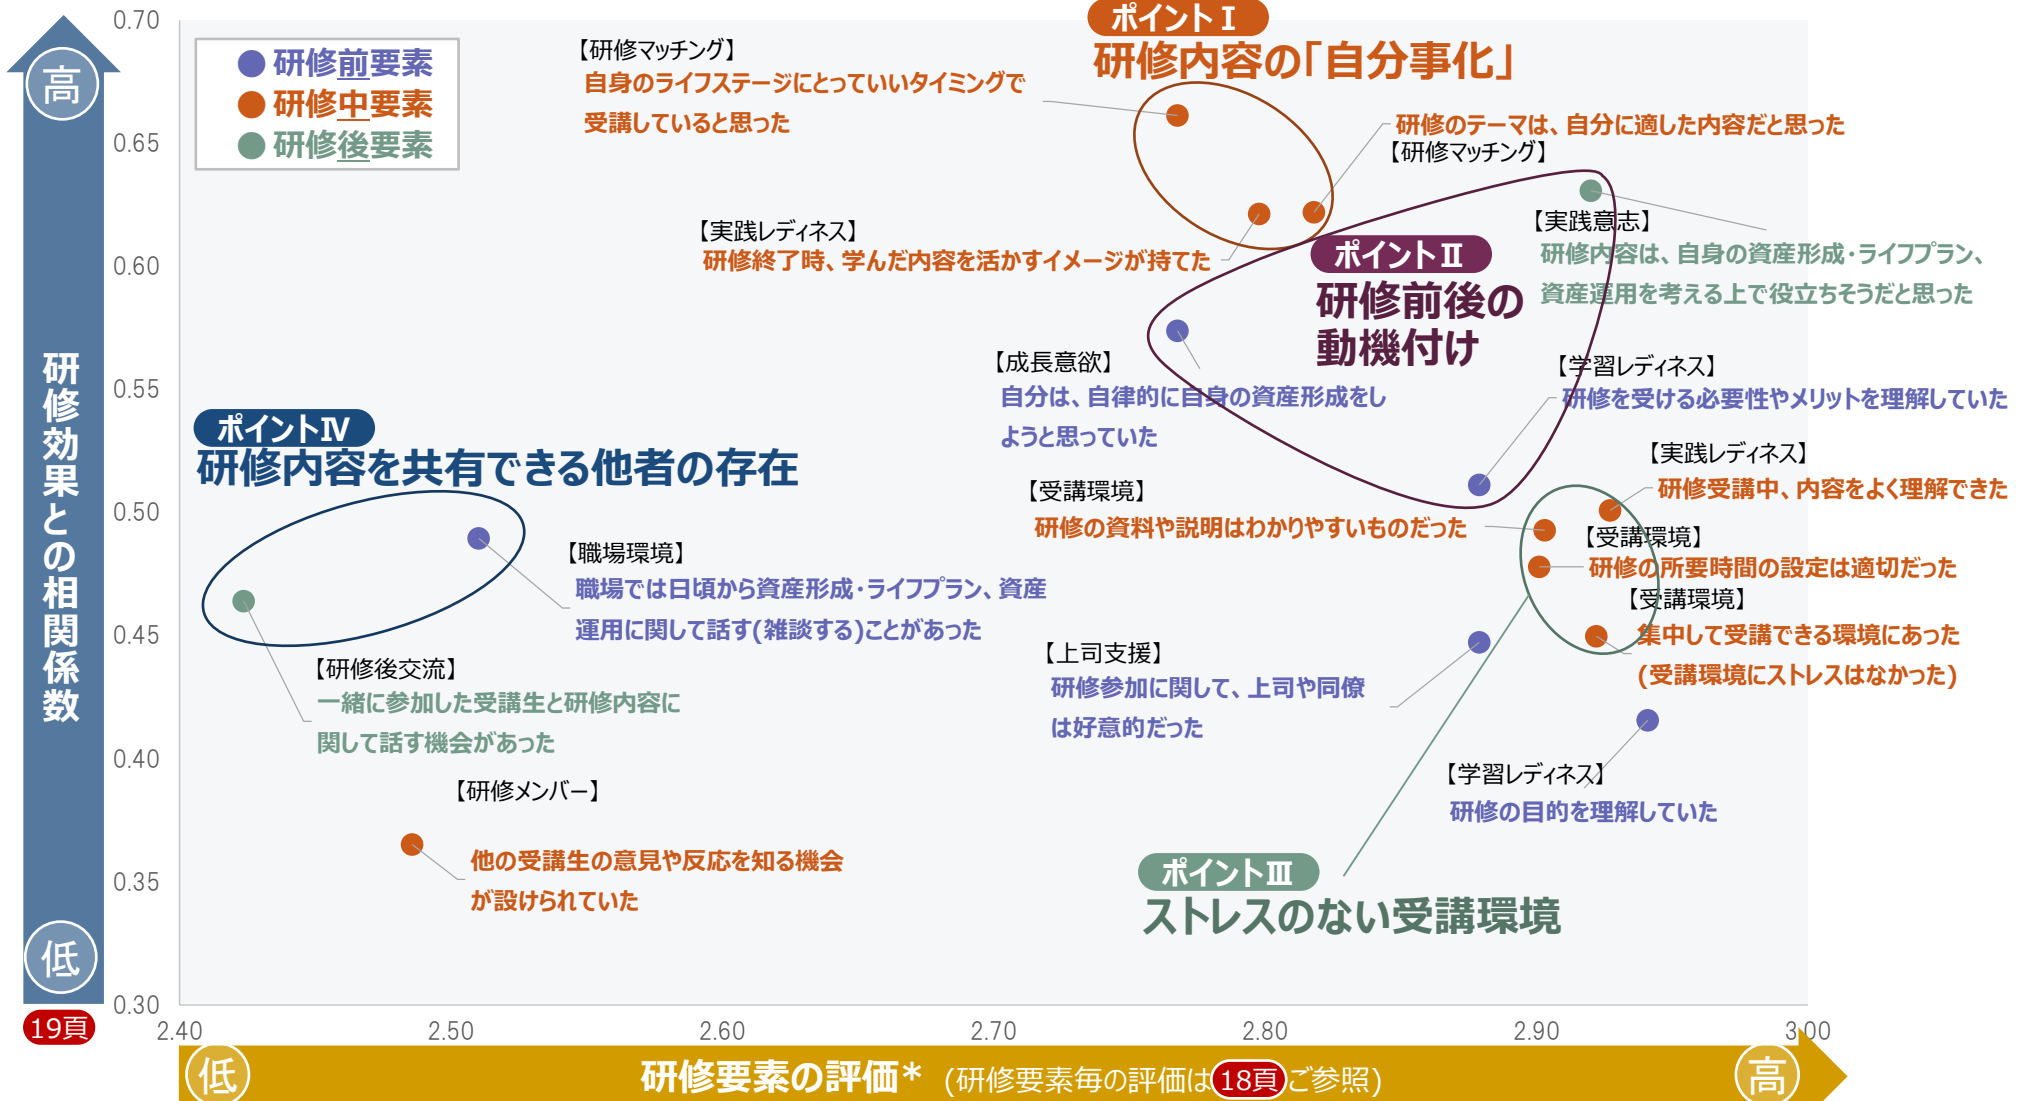 0.70
0.65
0.60
0.55
0.50
0.45
0.40
0.35
0.30
高
研修効果との相関係数
低
19頁
研修前要素
研修中要素
研修後要素
【研修マッチング】
自身のライフステージにとっていいタイミングで
受講していると思った
ポイントⅠ
研修内容の「自分事化」
研修のテーマは、自分に適した内容だと思った
【研修マッチング】
【実践レディネス】
研修終了時、学んだ内容を活かすイメージが持てた
【実践意志】
研修内容は、自身の資産形成・ライフプラン、
資産運用を考える上で役立ちそうだと思った
ポイントⅡ
研修前後の
動機付け
【成長意欲】
自分は、自律的に自身の資産形成をし
ようと思っていた
【学習レディネス】
研修を受ける必要性やメリットを理解していた
ポイントⅣ
研修内容を共有できる他者の存在
【実践レディネス】
研修受講中、内容をよく理解できた
【受講環境】
研修の資料や説明はわかりやすいものだった
【受講環境】
研修の所要時間の設定は適切だった
【受講環境】
集中して受講できる環境にあった
(受講環境にストレスはなかった)
【職場環境】
職場では日頃から資産形成・ライフプラン、資産
運用に関して話す(雑談する)ことがあった
【研修後交流】
一緒に参加した受講生と研修内容に
関して話す機会があった
【上司支援】
研修参加に関して、上司や同僚
は好意的だった
【学習レディネス】
研修の目的を理解していた
【研修メンバー】
他の受講生の意見や反応を知る機会
が設けられていた
ポイントⅢ
ストレスのない受講環境
2.40
2.50
2.60
2.70
2.80
2.90
3.00
低
研修要素の評価* (研修要素毎の評価は18頁ご参照)
高